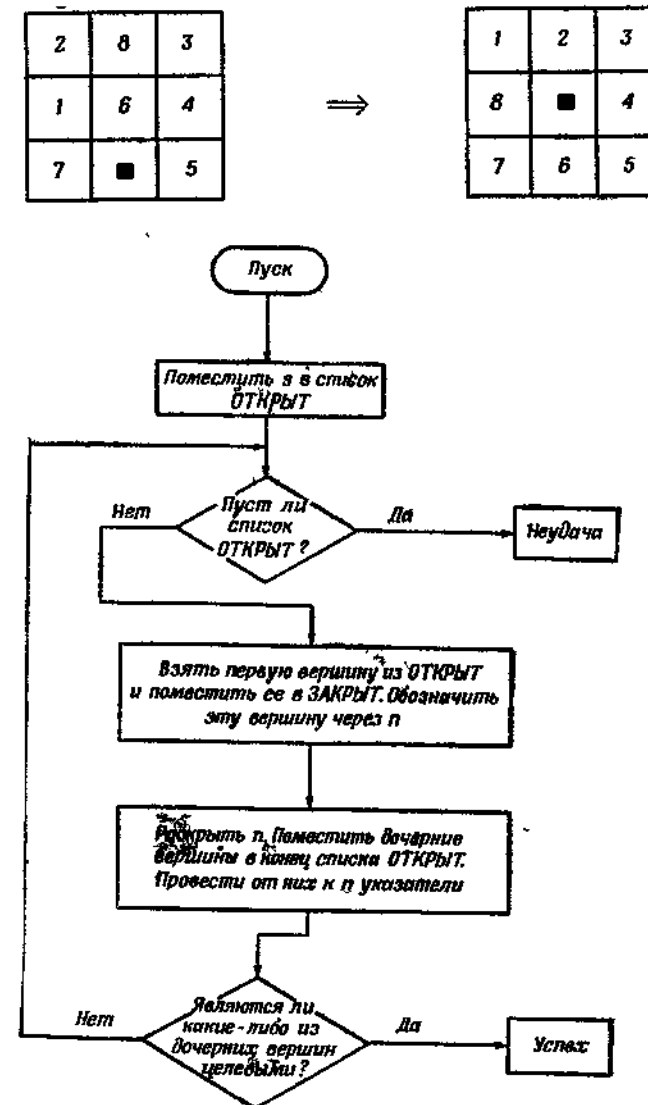 2 8 3
1 6 4
7 5
1 2 3
8 4
7 6 5
Пуск
Поместить s в список
ОТКРЫТ
Пуст ли
список
ОТКРЫТ?
Нет
Да
Неудача
Взять первую вершину из ОТКРЫТ
и поместить ее в ЗАКРЫТ. Обозначить
эту вершину через n
Раскрыть n. Поместить дочерние
вершины в конец списка ОТКРЫТ.
Провести от них к n указатели
Являются ли
какие-либо из
дочерних вершин
целевыми?
Нет
Да
Успех